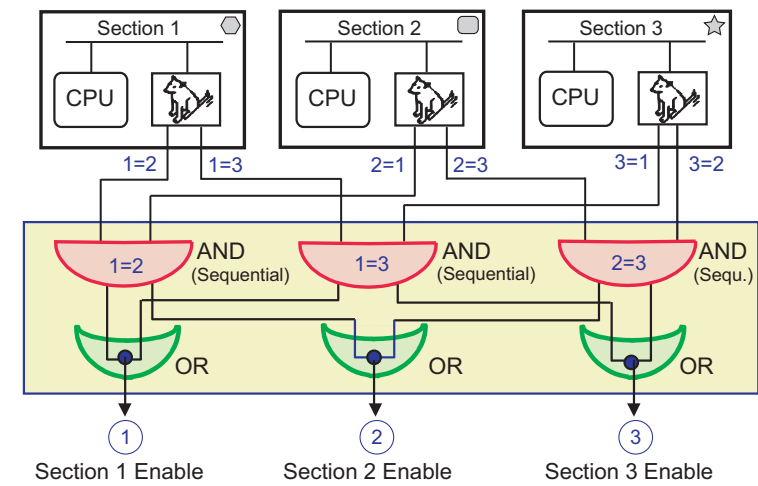 Section 1
Section 2
Section 3
CPU
CPU
CPU
1=2
1=3
2=1
2=3
3=1
3=2
1=2
AND
(Sequential)
1=3
AND
(Sequential)
2=3
AND
(Sequ.)
OR
OR
OR
1
2
3
Section 1 Enable
Section 2 Enable
Section 3 Enable